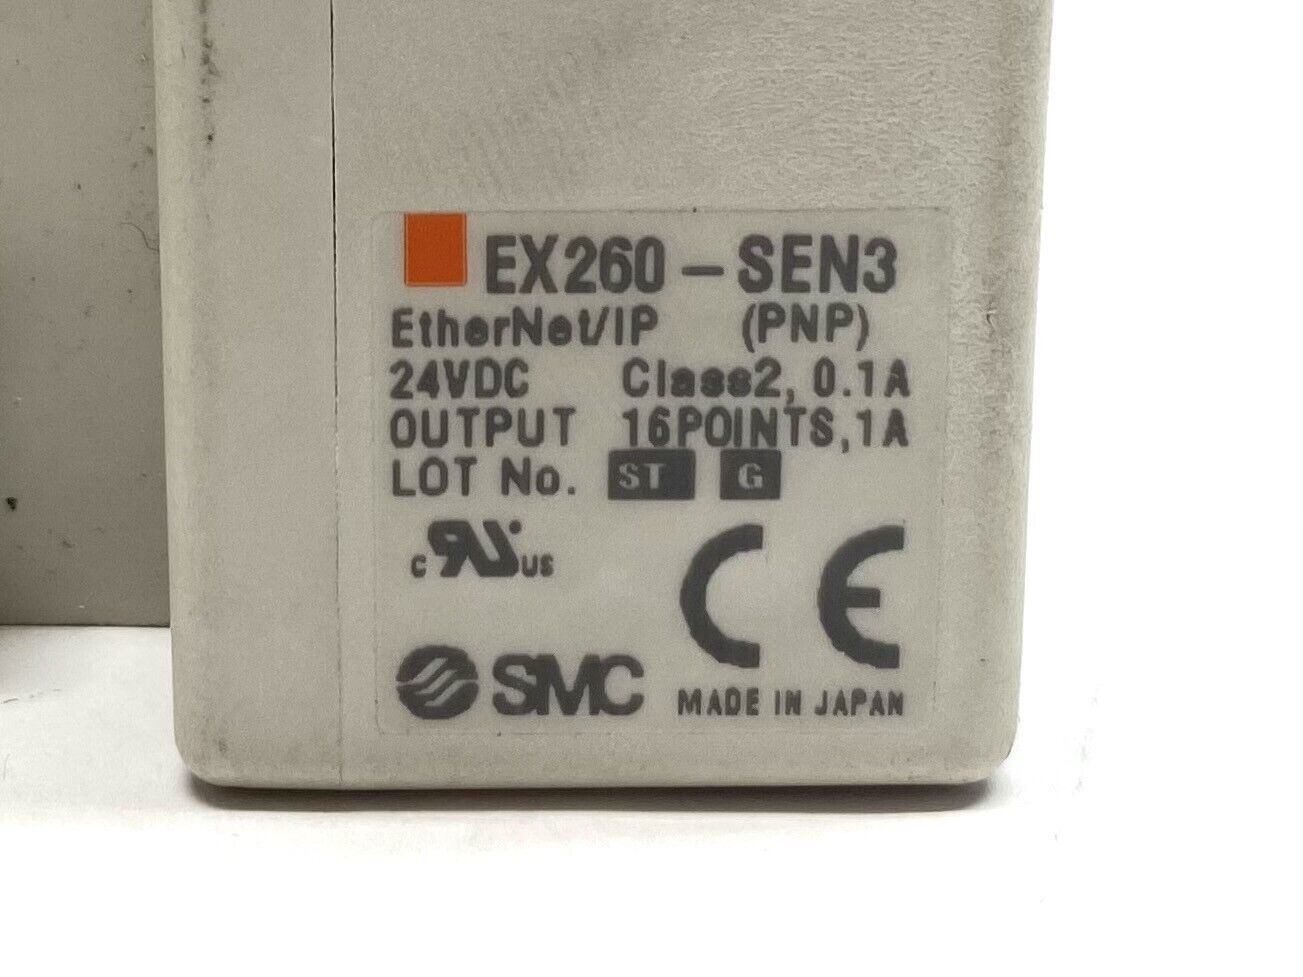 EX260-SEN3
EtherNet/IP (PNP)
24VDC Class2, 0.1A
OUTPUT 16POINTS, 1A
LOT No. ST G
c RU US
CE
SMC MADE IN JAPAN